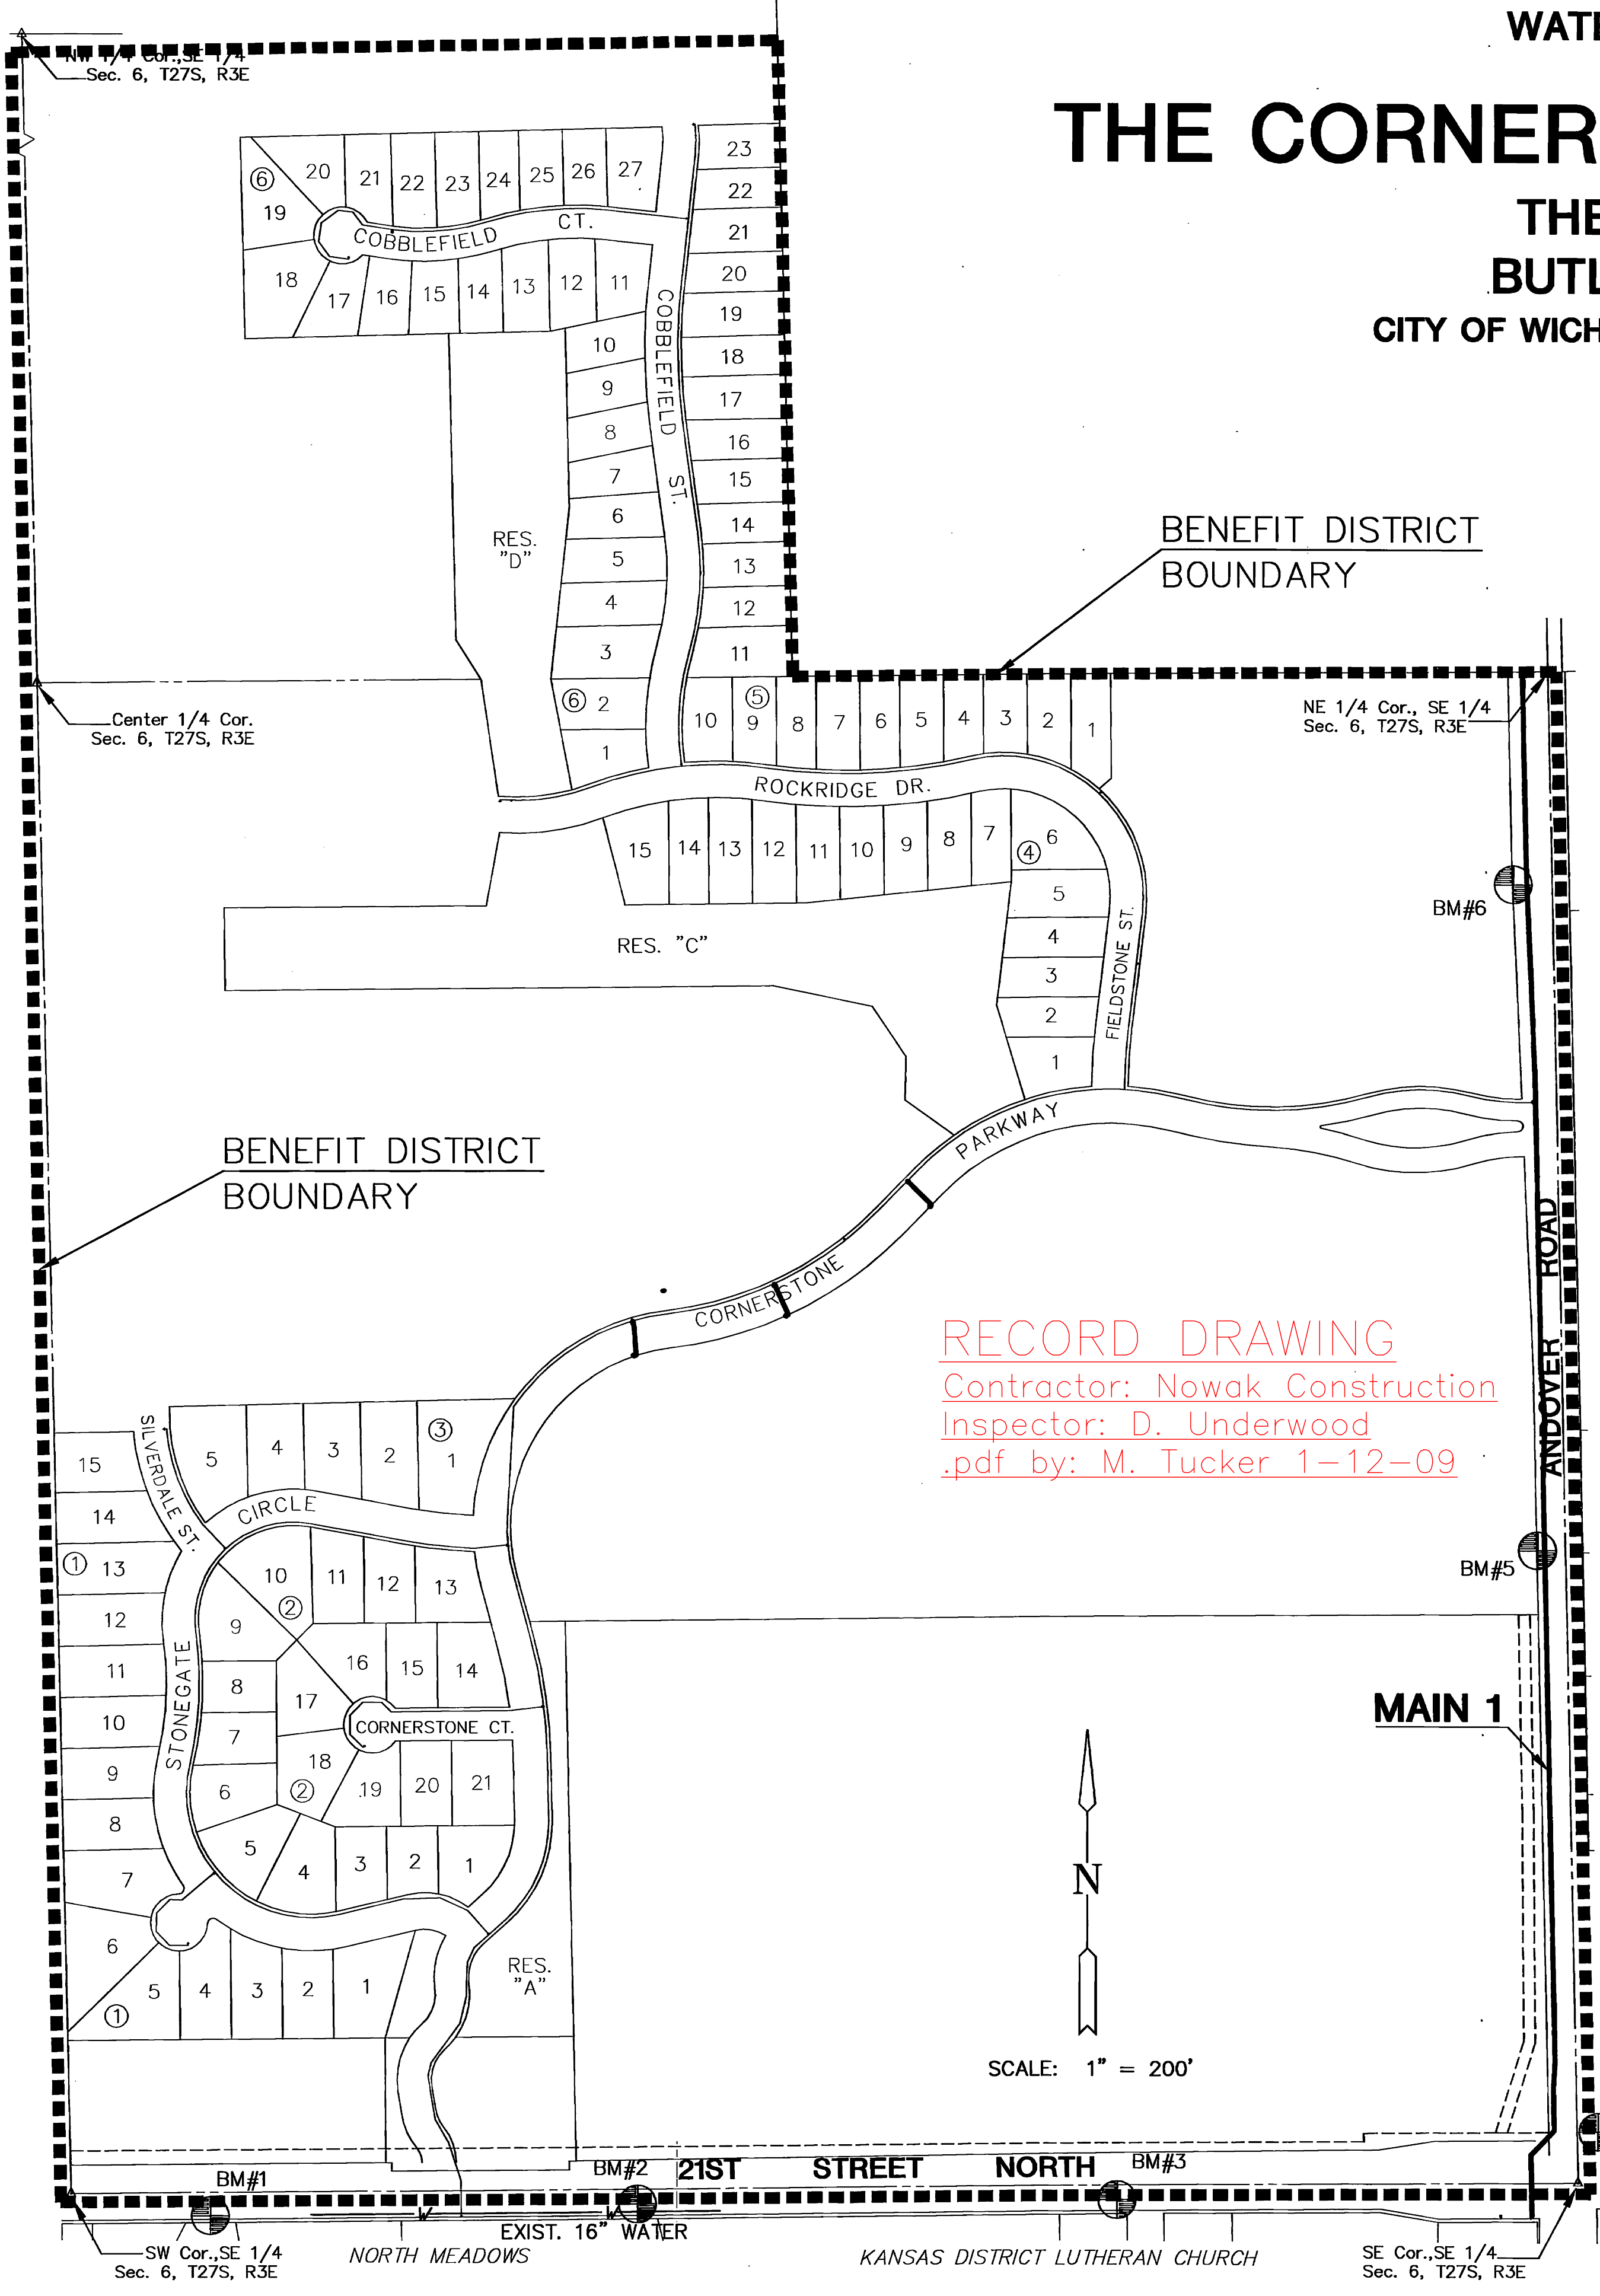 WATE
THE CORNER
THE
BUTL
CITY OF WICH
NW 1/4 Cor.,SE 1/4
Sec. 6, T27S, R3E
6 20 21 22 23 24 25 26 27
19
COBBLEFIELD CT.
18 17 16 15 14 13 12 11
23
22
21
20
19
18
17
16
15
14
13
12
11
COBBLEFIELD ST.
10
9
8
7
6
5
4
3
6 2
1
RES.
"D"
BENEFIT DISTRICT
BOUNDARY
Center 1/4 Cor.
Sec. 6, T27S, R3E
NE 1/4 Cor., SE 1/4
Sec. 6, T27S, R3E
5
10 9 8 7 6 5 4 3 2 1
ROCKRIDGE DR.
15 14 13 12 11 10 9 8 7 4 6
5
4
3
2
1
FIELDSTONE ST.
BM#6
RES. "C"
BENEFIT DISTRICT
BOUNDARY
CORNERSTONE PARKWAY
ANDOVER ROAD
RECORD DRAWING
Contractor: Nowak Construction
Inspector: D. Underwood
.pdf by: M. Tucker 1-12-09
SILVERDALE ST.
5 4 3 2 3 1
CIRCLE
STONEGATE
15
14
1 13
12
11
10
9
8
7
6
1 5 4 3 2 1
10 11 12 13
2
9
8
7
6
5 4 3 2 1
16 15 14
17
CORNERSTONE CT.
18
2 19 20 21
BM#5
MAIN 1
N
RES.
"A"
SCALE: 1" = 200'
BM#1
BM#2
21ST STREET NORTH
BM#3
W W
EXIST. 16" WATER
SW Cor.,SE 1/4
Sec. 6, T27S, R3E
NORTH MEADOWS
KANSAS DISTRICT LUTHERAN CHURCH
SE Cor.,SE 1/4
Sec. 6, T27S, R3E